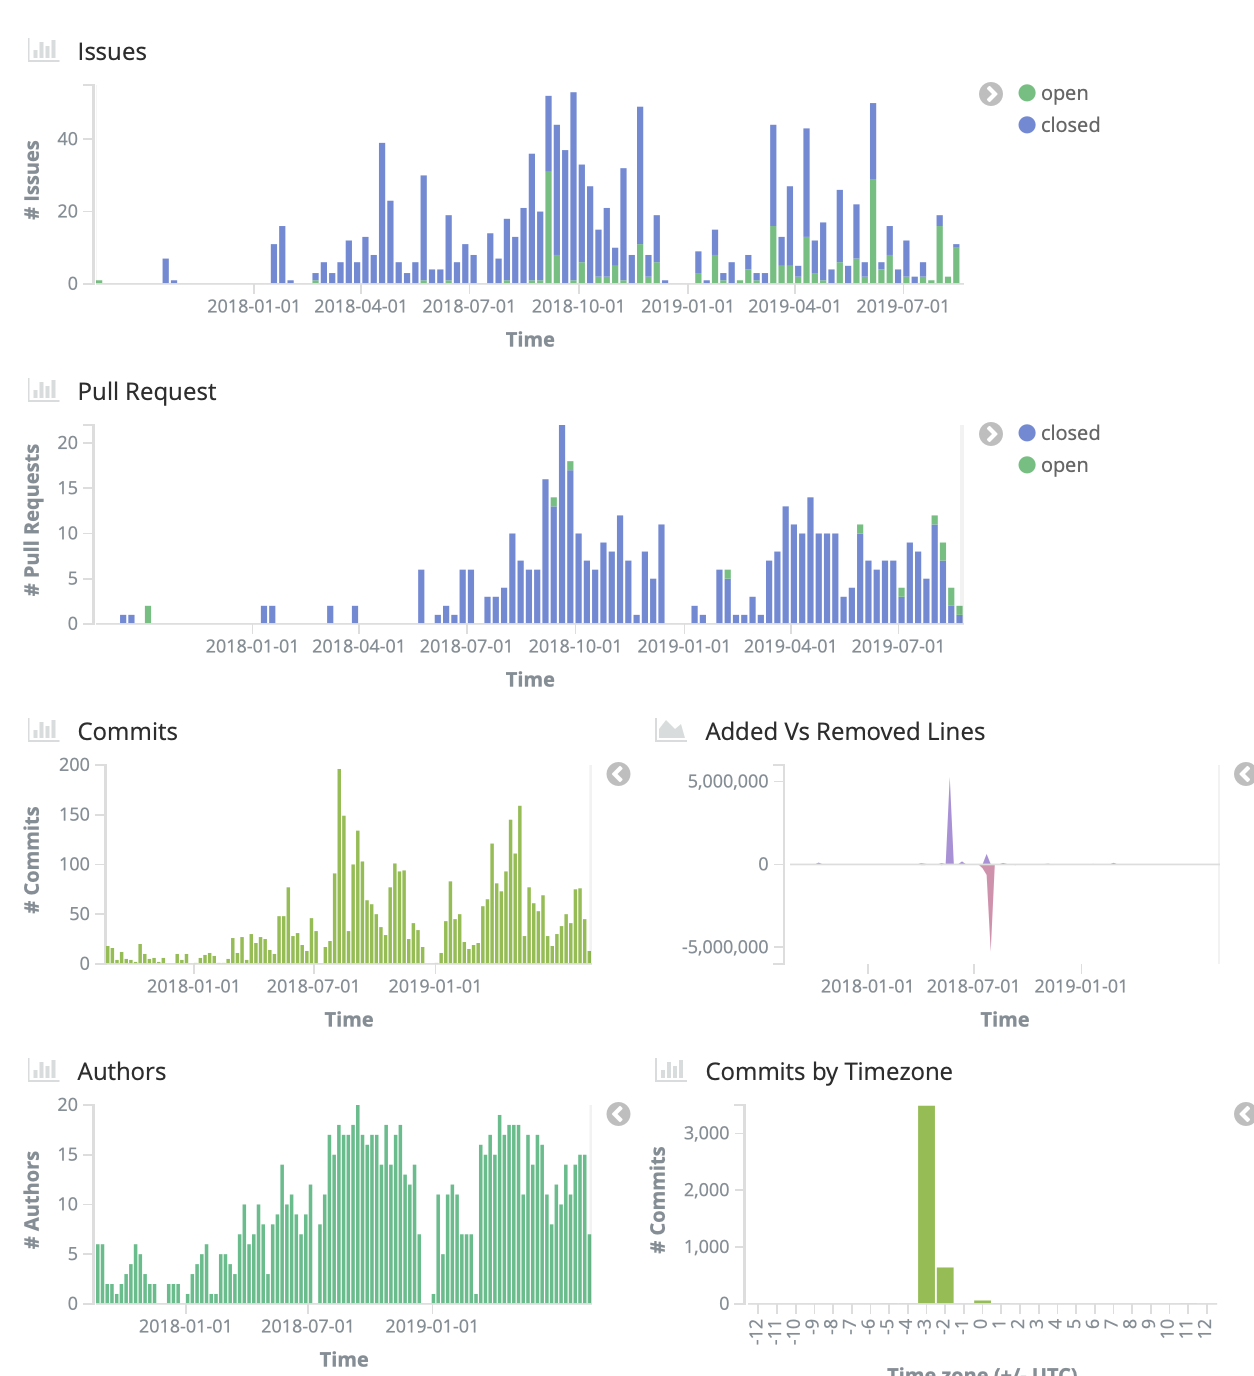 Issues
# Issues
40
20
0
2018-01-01 2018-04-01 2018-07-01 2018-10-01 2019-01-01 2019-04-01 2019-07-01
Time
open
closed
Pull Request
# Pull Requests
20
15
10
5
0
2018-01-01 2018-04-01 2018-07-01 2018-10-01 2019-01-01 2019-04-01 2019-07-01
Time
closed
open
Commits
# Commits
200
150
100
50
0
2018-01-01 2018-07-01 2019-01-01
Time
Added Vs Removed Lines
5,000,000
0
-5,000,000
2018-01-01 2018-07-01 2019-01-01
Time
Authors
# Authors
20
15
10
5
0
2018-01-01 2018-07-01 2019-01-01
Time
Commits by Timezone
# Commits
3,000
2,000
1,000
0
-12 -11 -10 -9 -8 -7 -6 -5 -4 -3 -2 -1 0 1 2 3 4 5 6 7 8 9 10 11 12
Time zone (+/- UTC)